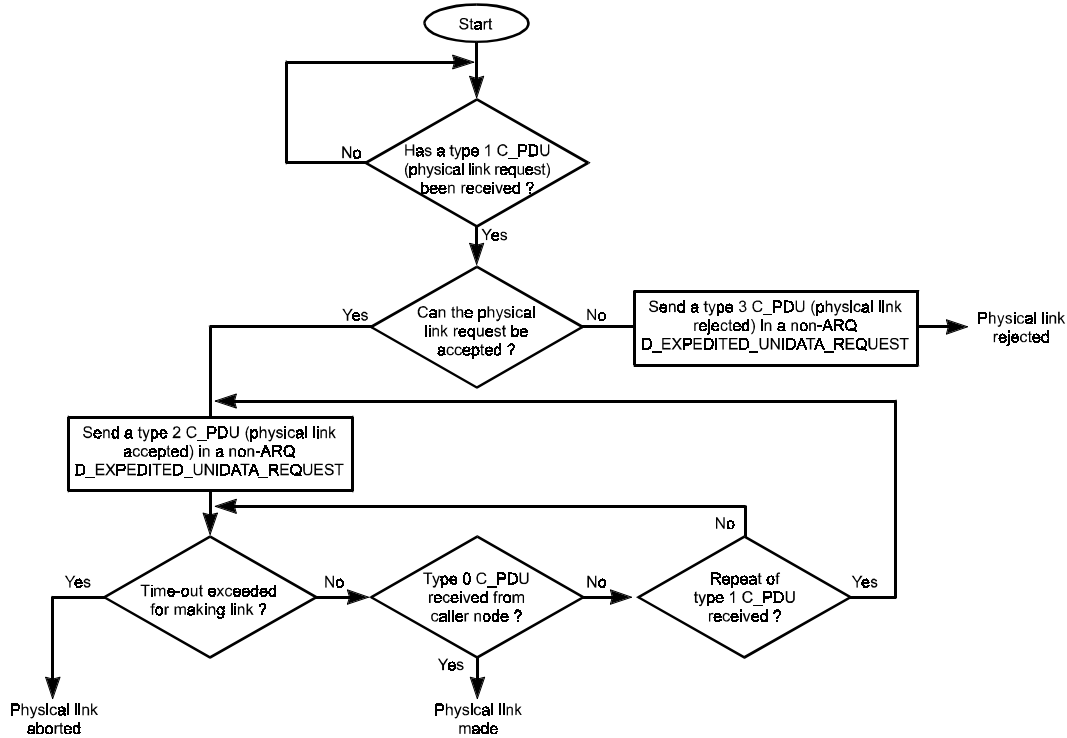 Start
No
Has a type 1 C_PDU
(physical link request)
been received ?
Yes
Yes
Can the physical
link request be
accepted ?
No
Send a type 3 C_PDU (physical link
rejected) in a non-ARQ
D_EXPEDITED_UNIDATA_REQUEST
Physical link
rejected
Send a type 2 C_PDU (physical link
accepted) in a non-ARQ
D_EXPEDITED_UNIDATA_REQUEST
No
Yes
Time-out exceeded
for making link ?
No
Type 0 C_PDU
received from
caller node ?
No
Repeat of
type 1 C_PDU
received ?
Yes
Yes
Physical link
aborted
Physical link
made